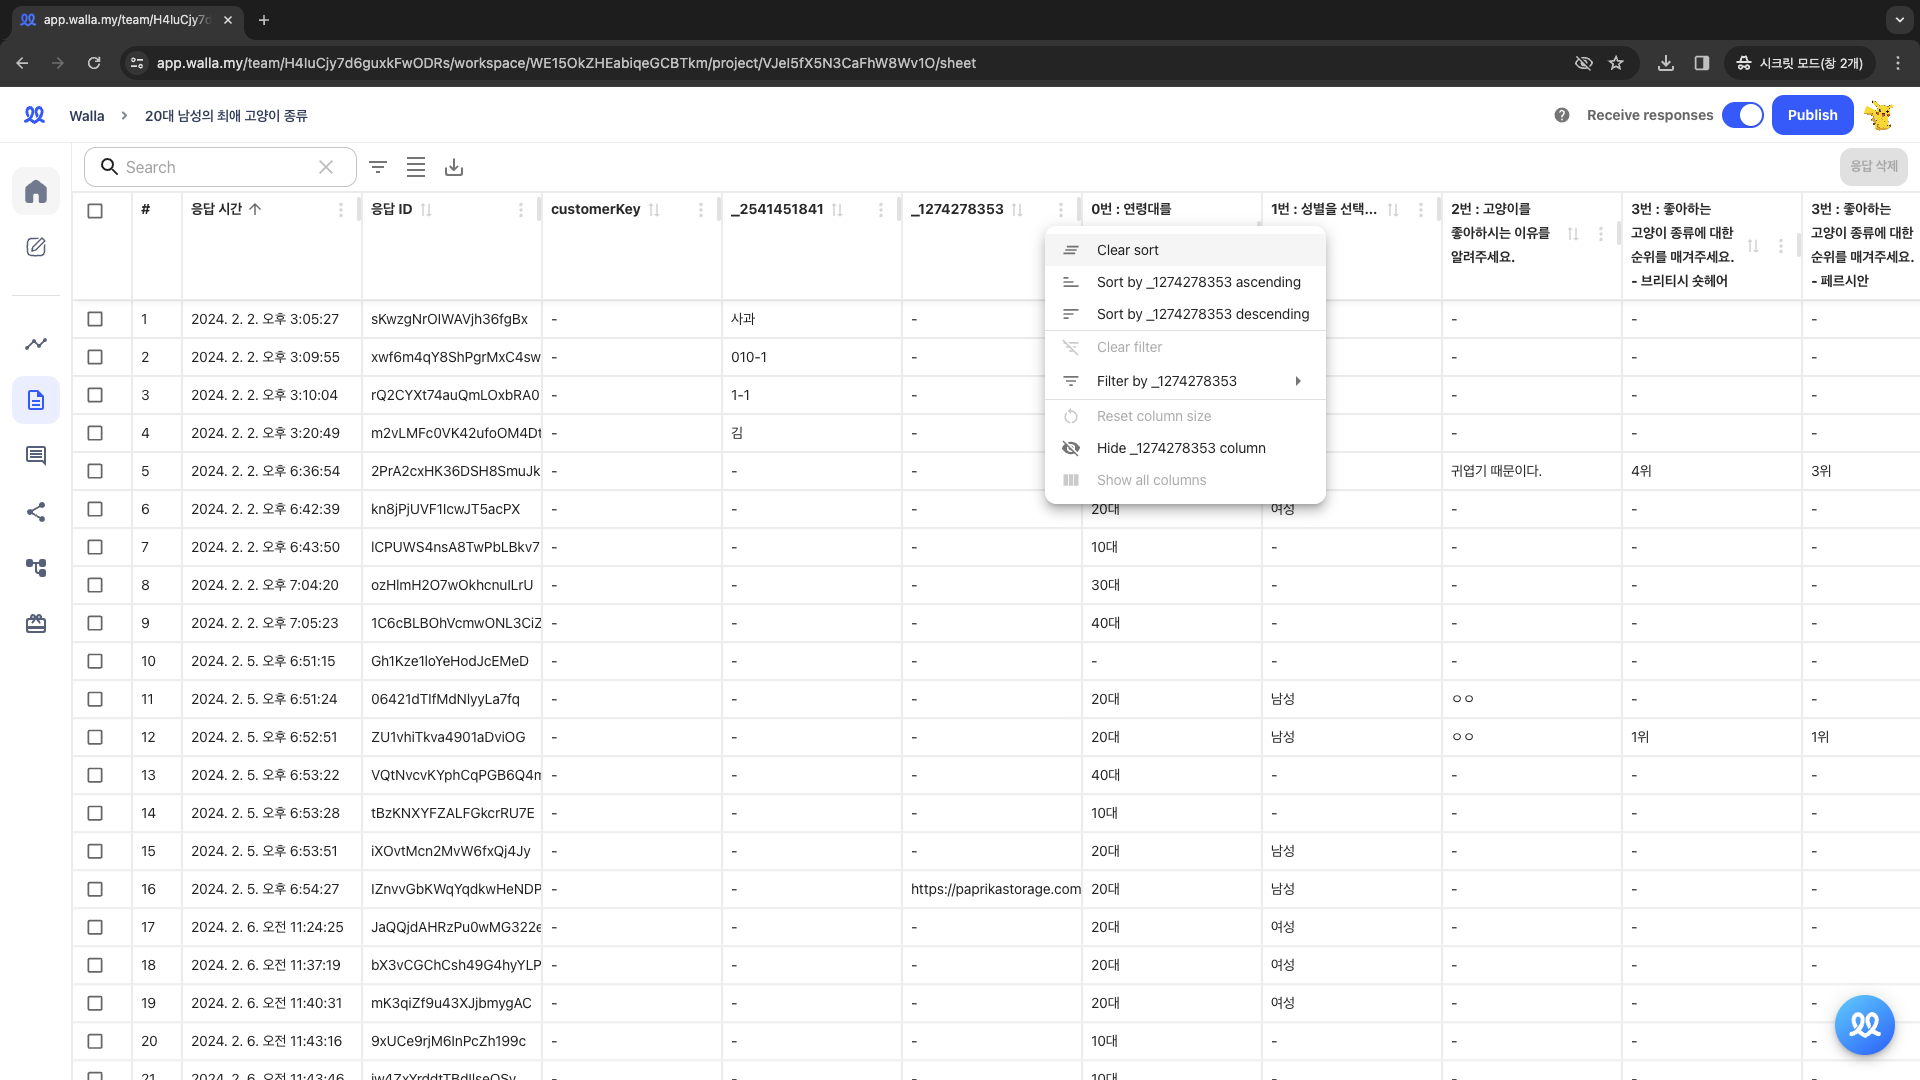 app.walla.my/team/H4IuCjy7d
app.walla.my/team/H4IuCjy7d6guxkFwODRs/workspace/WE15OkZHEabiqeGCBTkm/project/VJeI5fX5N3CaFhW8Wv1O/sheet
시크릿 모드(창 2개)
Walla
20대 남성의 최애 고양이 종류
Receive responses
Publish
Search
응답 삭제
# 응답 시간 응답 ID customerKey _2541451841 _1274278353 0번 : 연령대를 1번 : 성별을 선택...
2번 : 고양이를
좋아하시는 이유를
알려주세요.
3번 : 좋아하는
고양이 종류에 대한
순위를 매겨주세요.
- 브리티시 숏헤어
3번 : 좋아하는
고양이 종류에 대한
순위를 매겨주세요.
- 페르시안
Clear sort
Sort by _1274278353 ascending
Sort by _1274278353 descending
Clear filter
Filter by _1274278353
Reset column size
Hide _1274278353 column
Show all columns
1 2024. 2. 2. 오후 3:05:27 sKwzgNrOIWAVjh36fgBx - 사과 - - - -
2 2024. 2. 2. 오후 3:09:55 xwf6m4qY8ShPgrMxC4sw - 010-1 - - - -
3 2024. 2. 2. 오후 3:10:04 rQ2CYXt74auQmLOxbRA0 - 1-1 - - - -
4 2024. 2. 2. 오후 3:20:49 m2vLMFc0VK42ufoOM4Dt - 김 - - - -
5 2024. 2. 2. 오후 6:36:54 2PrA2cxHK36DSH8SmuJk - - - 귀엽기 때문이다. 4위 3위
6 2024. 2. 2. 오후 6:42:39 kn8jPjUVF1lcwJT5acPX - - - 20대 여성 - - -
7 2024. 2. 2. 오후 6:43:50 lCPUWS4nsA8TwPbLBkv7 - - - 10대 - - - -
8 2024. 2. 2. 오후 7:04:20 ozHlmH2O7wOkhcnulLrU - - - 30대 - - - -
9 2024. 2. 2. 오후 7:05:23 1C6cBLBOhVcmwONL3CiZ - - - 40대 - - - -
10 2024. 2. 5. 오후 6:51:15 Gh1Kze1loYeHodJcEMeD - - - - - - - -
11 2024. 2. 5. 오후 6:51:24 06421dTlfMdNlyyLa7fq - - - 20대 남성 ㅇㅇ - -
12 2024. 2. 5. 오후 6:52:51 ZU1vhiTkva4901aDviOG - - - 20대 남성 ㅇㅇ 1위 1위
13 2024. 2. 5. 오후 6:53:22 VQtNvcvKYphCqPGB6Q4m - - - 40대 - - - -
14 2024. 2. 5. 오후 6:53:28 tBzKNXYFZALFGkcrRU7E - - - 10대 - - - -
15 2024. 2. 5. 오후 6:53:51 iXOvtMcn2MvW6fxQj4Jy - - - 20대 남성 - - -
16 2024. 2. 5. 오후 6:54:27 IZnvvGbKWqYqdkwHeNDP - - https://paprikastorage.com 20대 남성 - - -
17 2024. 2. 6. 오전 11:24:25 JaQQjdAHRzPu0wMG322e - - - 20대 여성 - - -
18 2024. 2. 6. 오전 11:37:19 bX3vCGChCsh49G4hyYLP - - - 20대 여성 - - -
19 2024. 2. 6. 오전 11:40:31 mK3qiZf9u43XJjbmygAC - - - 20대 여성 - - -
20 2024. 2. 6. 오전 11:43:16 9xUCe9rjM6lnPcZh199c - - - 10대 - - - -
21 2024. 2. 6. 오전 11:43:46 - - - 10대 - - -